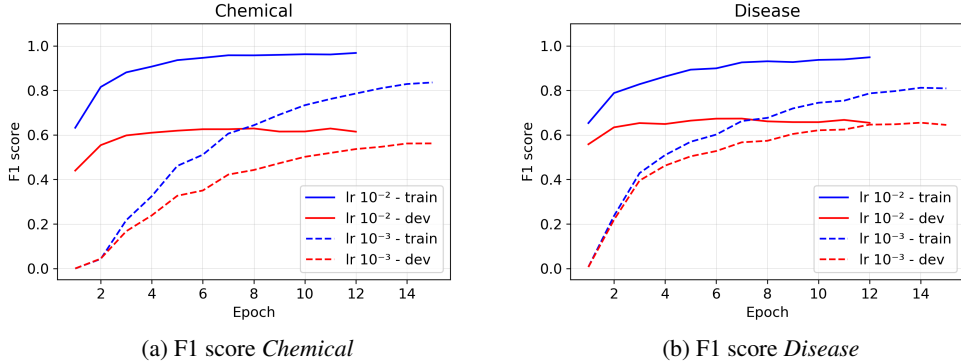 Chemical
1.0
0.8
0.6
0.4
0.2
0.0
F1 score
2 4 6 8 10 12 14
Epoch
lr 10⁻² - train
lr 10⁻² - dev
lr 10⁻³ - train
lr 10⁻³ - dev
(a) F1 score Chemical
Disease
1.0
0.8
0.6
0.4
0.2
0.0
F1 score
2 4 6 8 10 12 14
Epoch
lr 10⁻² - train
lr 10⁻² - dev
lr 10⁻³ - train
lr 10⁻³ - dev
(b) F1 score Disease